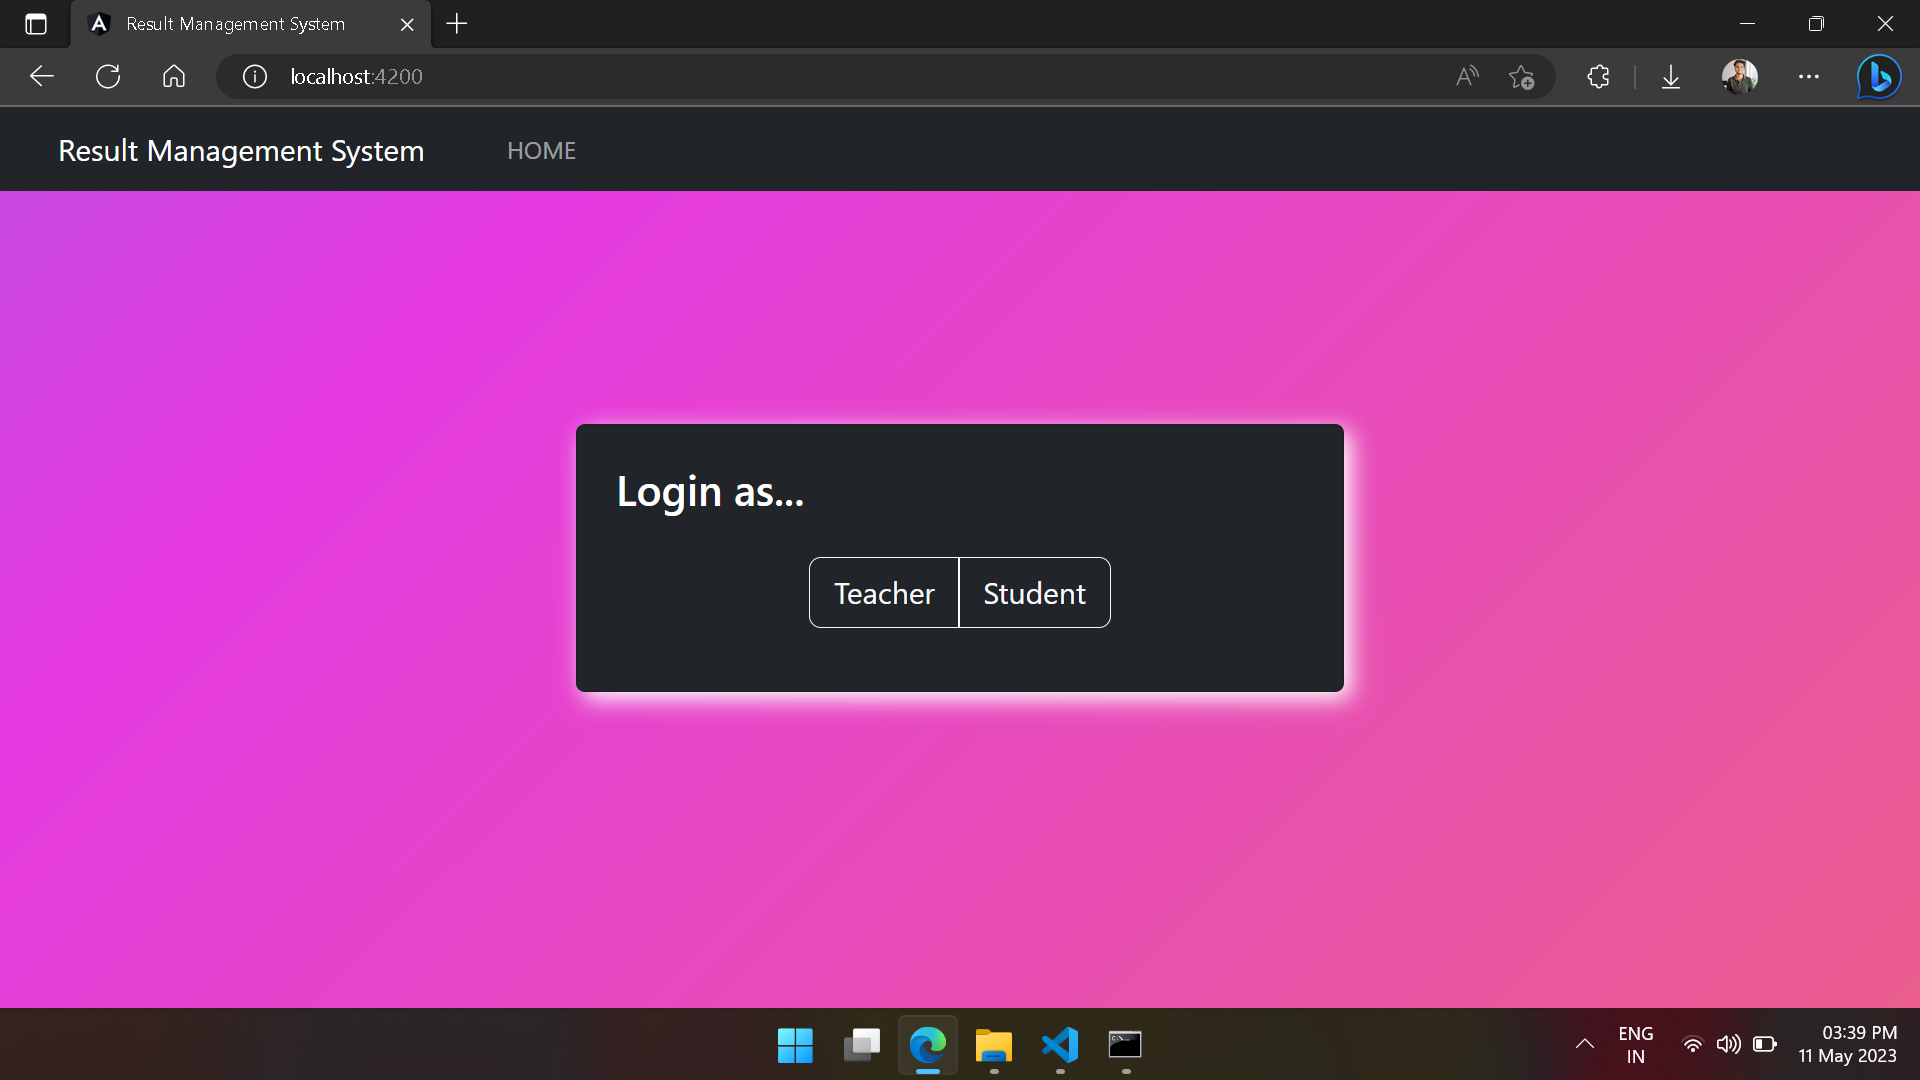 Result Management System
localhost:4200
Result Management System
HOME
Login as...
Teacher
Student
ENG
IN
03:39 PM
11 May 2023